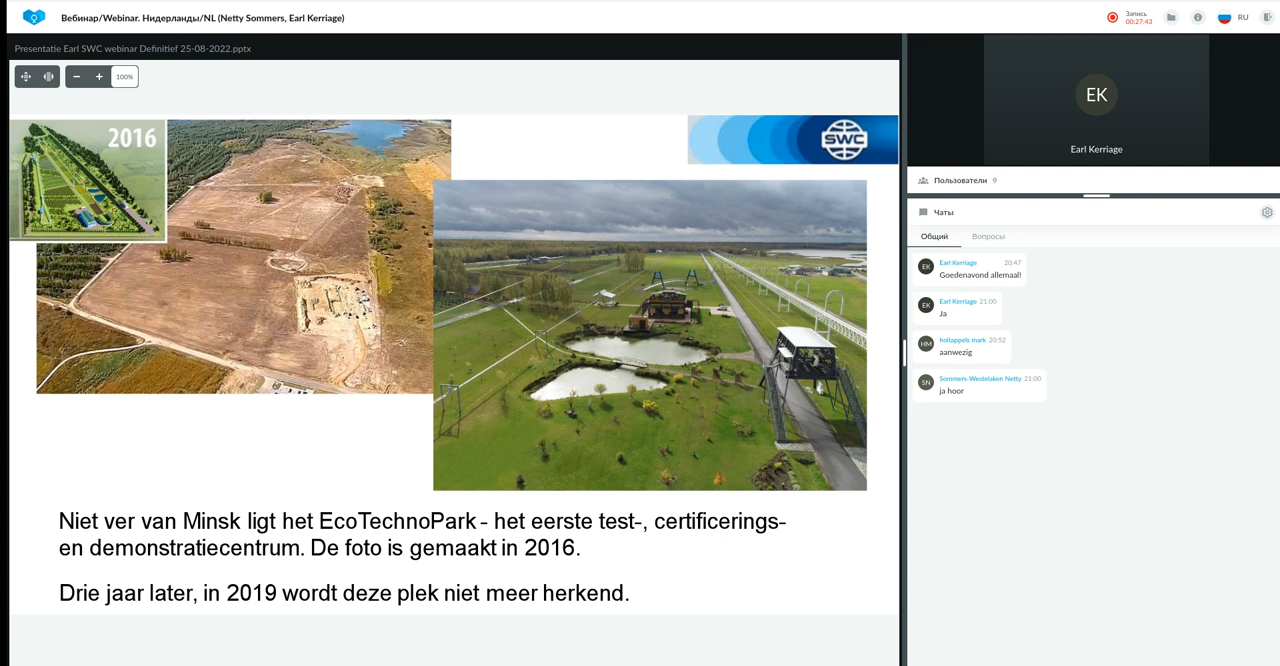 Вебинар/Webinar. Нидерланды/NL (Netty Sommers, Earl Kerriage)
Запись
00:27:43
RU
Presentatie Earl SWC webinar Definitief 25-08-2022.pptx
100%
2016
SWC
Niet ver van Minsk ligt het EcoTechnoPark - het eerste test-, certificerings-
en demonstratiecentrum. De foto is gemaakt in 2016.
Drie jaar later, in 2019 wordt deze plek niet meer herkend.
EK
Earl Kerriage
Пользователи 9
Чаты
Общий Вопросы
EK
Earl Kerriage 20:47
Goedenavond allemaal!
EK
Earl Kerriage 21:00
Ja
HM
holtappels mark 20:52
aanwezig
SN
Sommers-Westelaken Netty 21:00
ja hoor